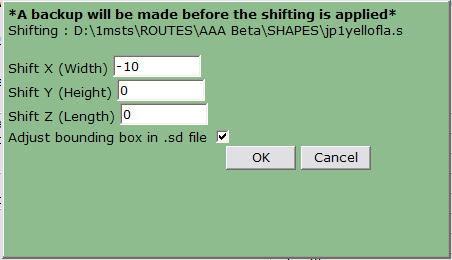 *A backup will be made before the shifting is applied*
Shifting : D:\1msts\ROUTES\AAA Beta\SHAPES\jp1yellofla.s
Shift X (Width) -10
Shift Y (Height) 0
Shift Z (Length) 0
Adjust bounding box in .sd file
OK Cancel